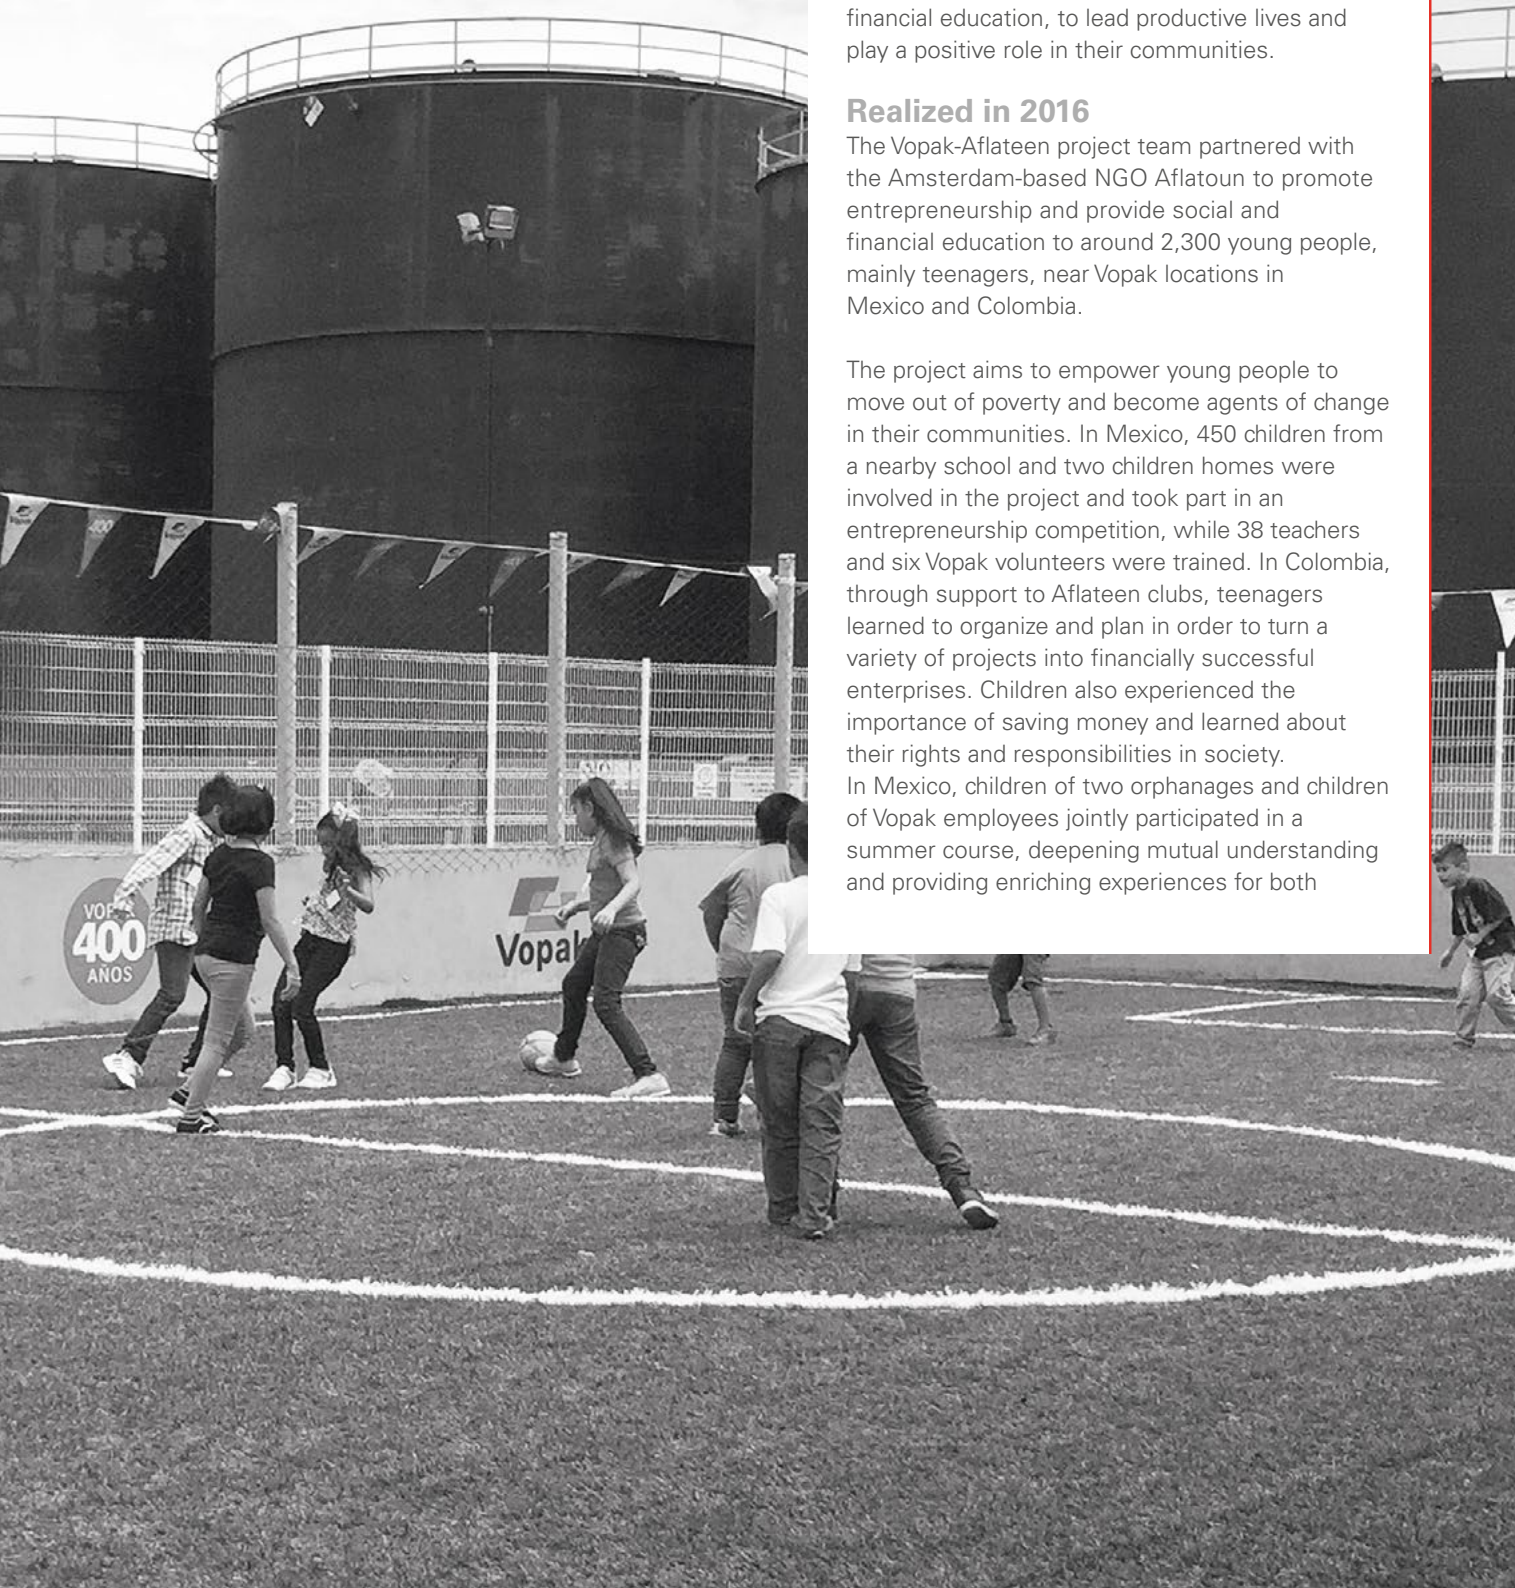 financial education, to lead productive lives and
play a positive role in their communities.
Realized in 2016
The Vopak-Aflateen project team partnered with
the Amsterdam-based NGO Aflatoun to promote
entrepreneurship and provide social and
financial education to around 2,300 young people,
mainly teenagers, near Vopak locations in
Mexico and Colombia.
The project aims to empower young people to
move out of poverty and become agents of change
in their communities. In Mexico, 450 children from
a nearby school and two children homes were
involved in the project and took part in an
entrepreneurship competition, while 38 teachers
and six Vopak volunteers were trained. In Colombia,
through support to Aflateen clubs, teenagers
learned to organize and plan in order to turn a
variety of projects into financially successful
enterprises. Children also experienced the
importance of saving money and learned about
their rights and responsibilities in society.
In Mexico, children of two orphanages and children
of Vopak employees jointly participated in a
summer course, deepening mutual understanding
and providing enriching experiences for both
400
AÑOS
Vopak